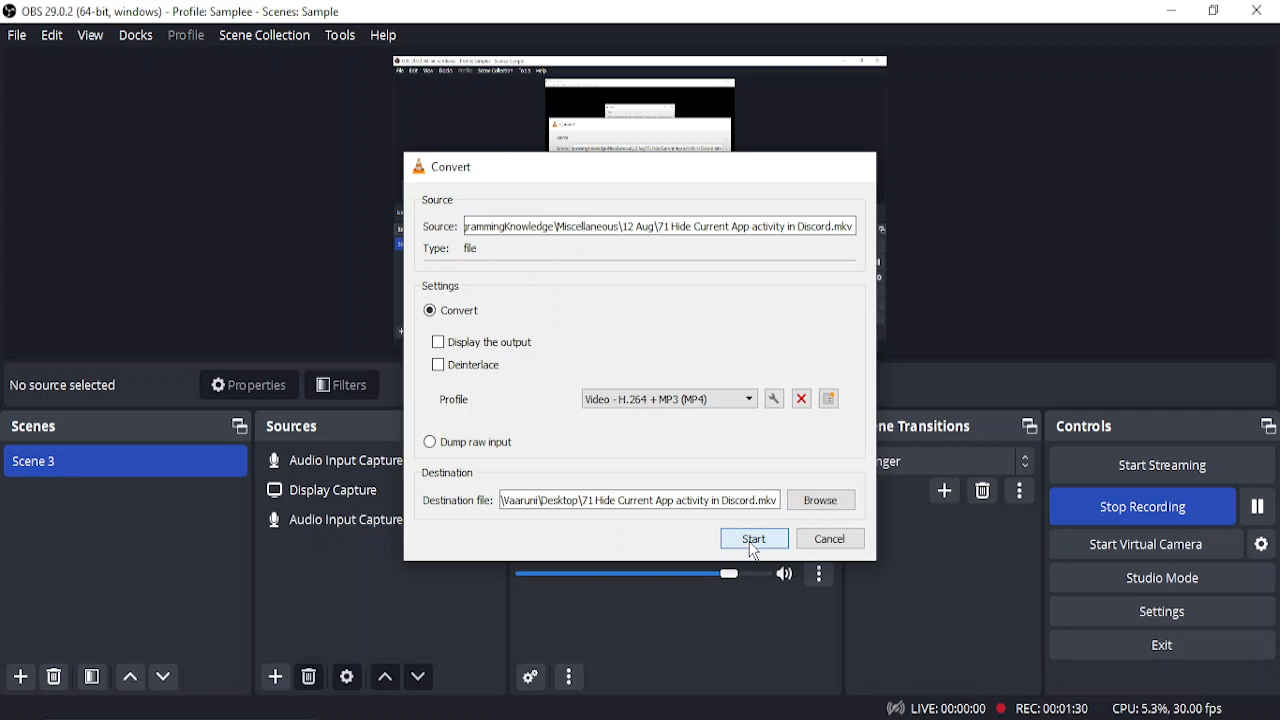 OBS 29.0.2 (64-bit, windows) - Profile: Samplee - Scenes: Sample
File Edit View Docks Profile Scene Collection Tools Help
Convert
Source
Source: grammingKnowledge\Miscellaneous\12 Aug\71 Hide Current App activity in Discord.mkv
Type: file
Settings
Convert
Display the output
Deinterlace
No source selected Properties Filters
Profile Video - H.264 + MP3 (MP4)
Scenes Sources ne Transitions Controls
Dump raw input
Scene 3 Audio Input Capture nger Start Streaming
Destination
Display Capture
Destination file: \Vaaruni\Desktop\71 Hide Current App activity in Discord.mkv Browse
Stop Recording
Audio Input Capture
Start Cancel
Start Virtual Camera
Studio Mode
Settings
Exit
LIVE: 00:00:00 REC: 00:01:30 CPU: 5.3%, 30.00 fps